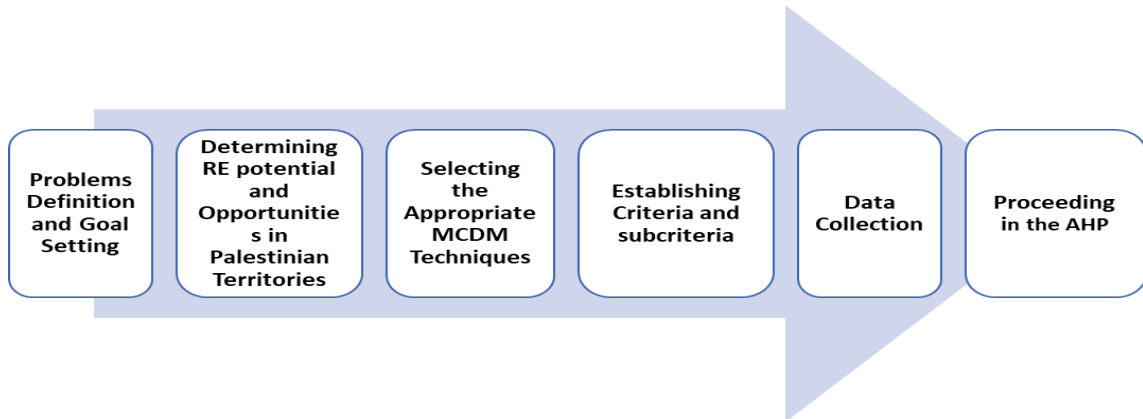 Problems
Definition
and Goal
Setting
Determining
RE potential
and
Opportunitie
s in
Palestinian
Territories
Selecting
the
Appropriate
MCDM
Techniques
Establishing
Criteria and
subcriteria
Data
Collection
Proceeding
in the AHP